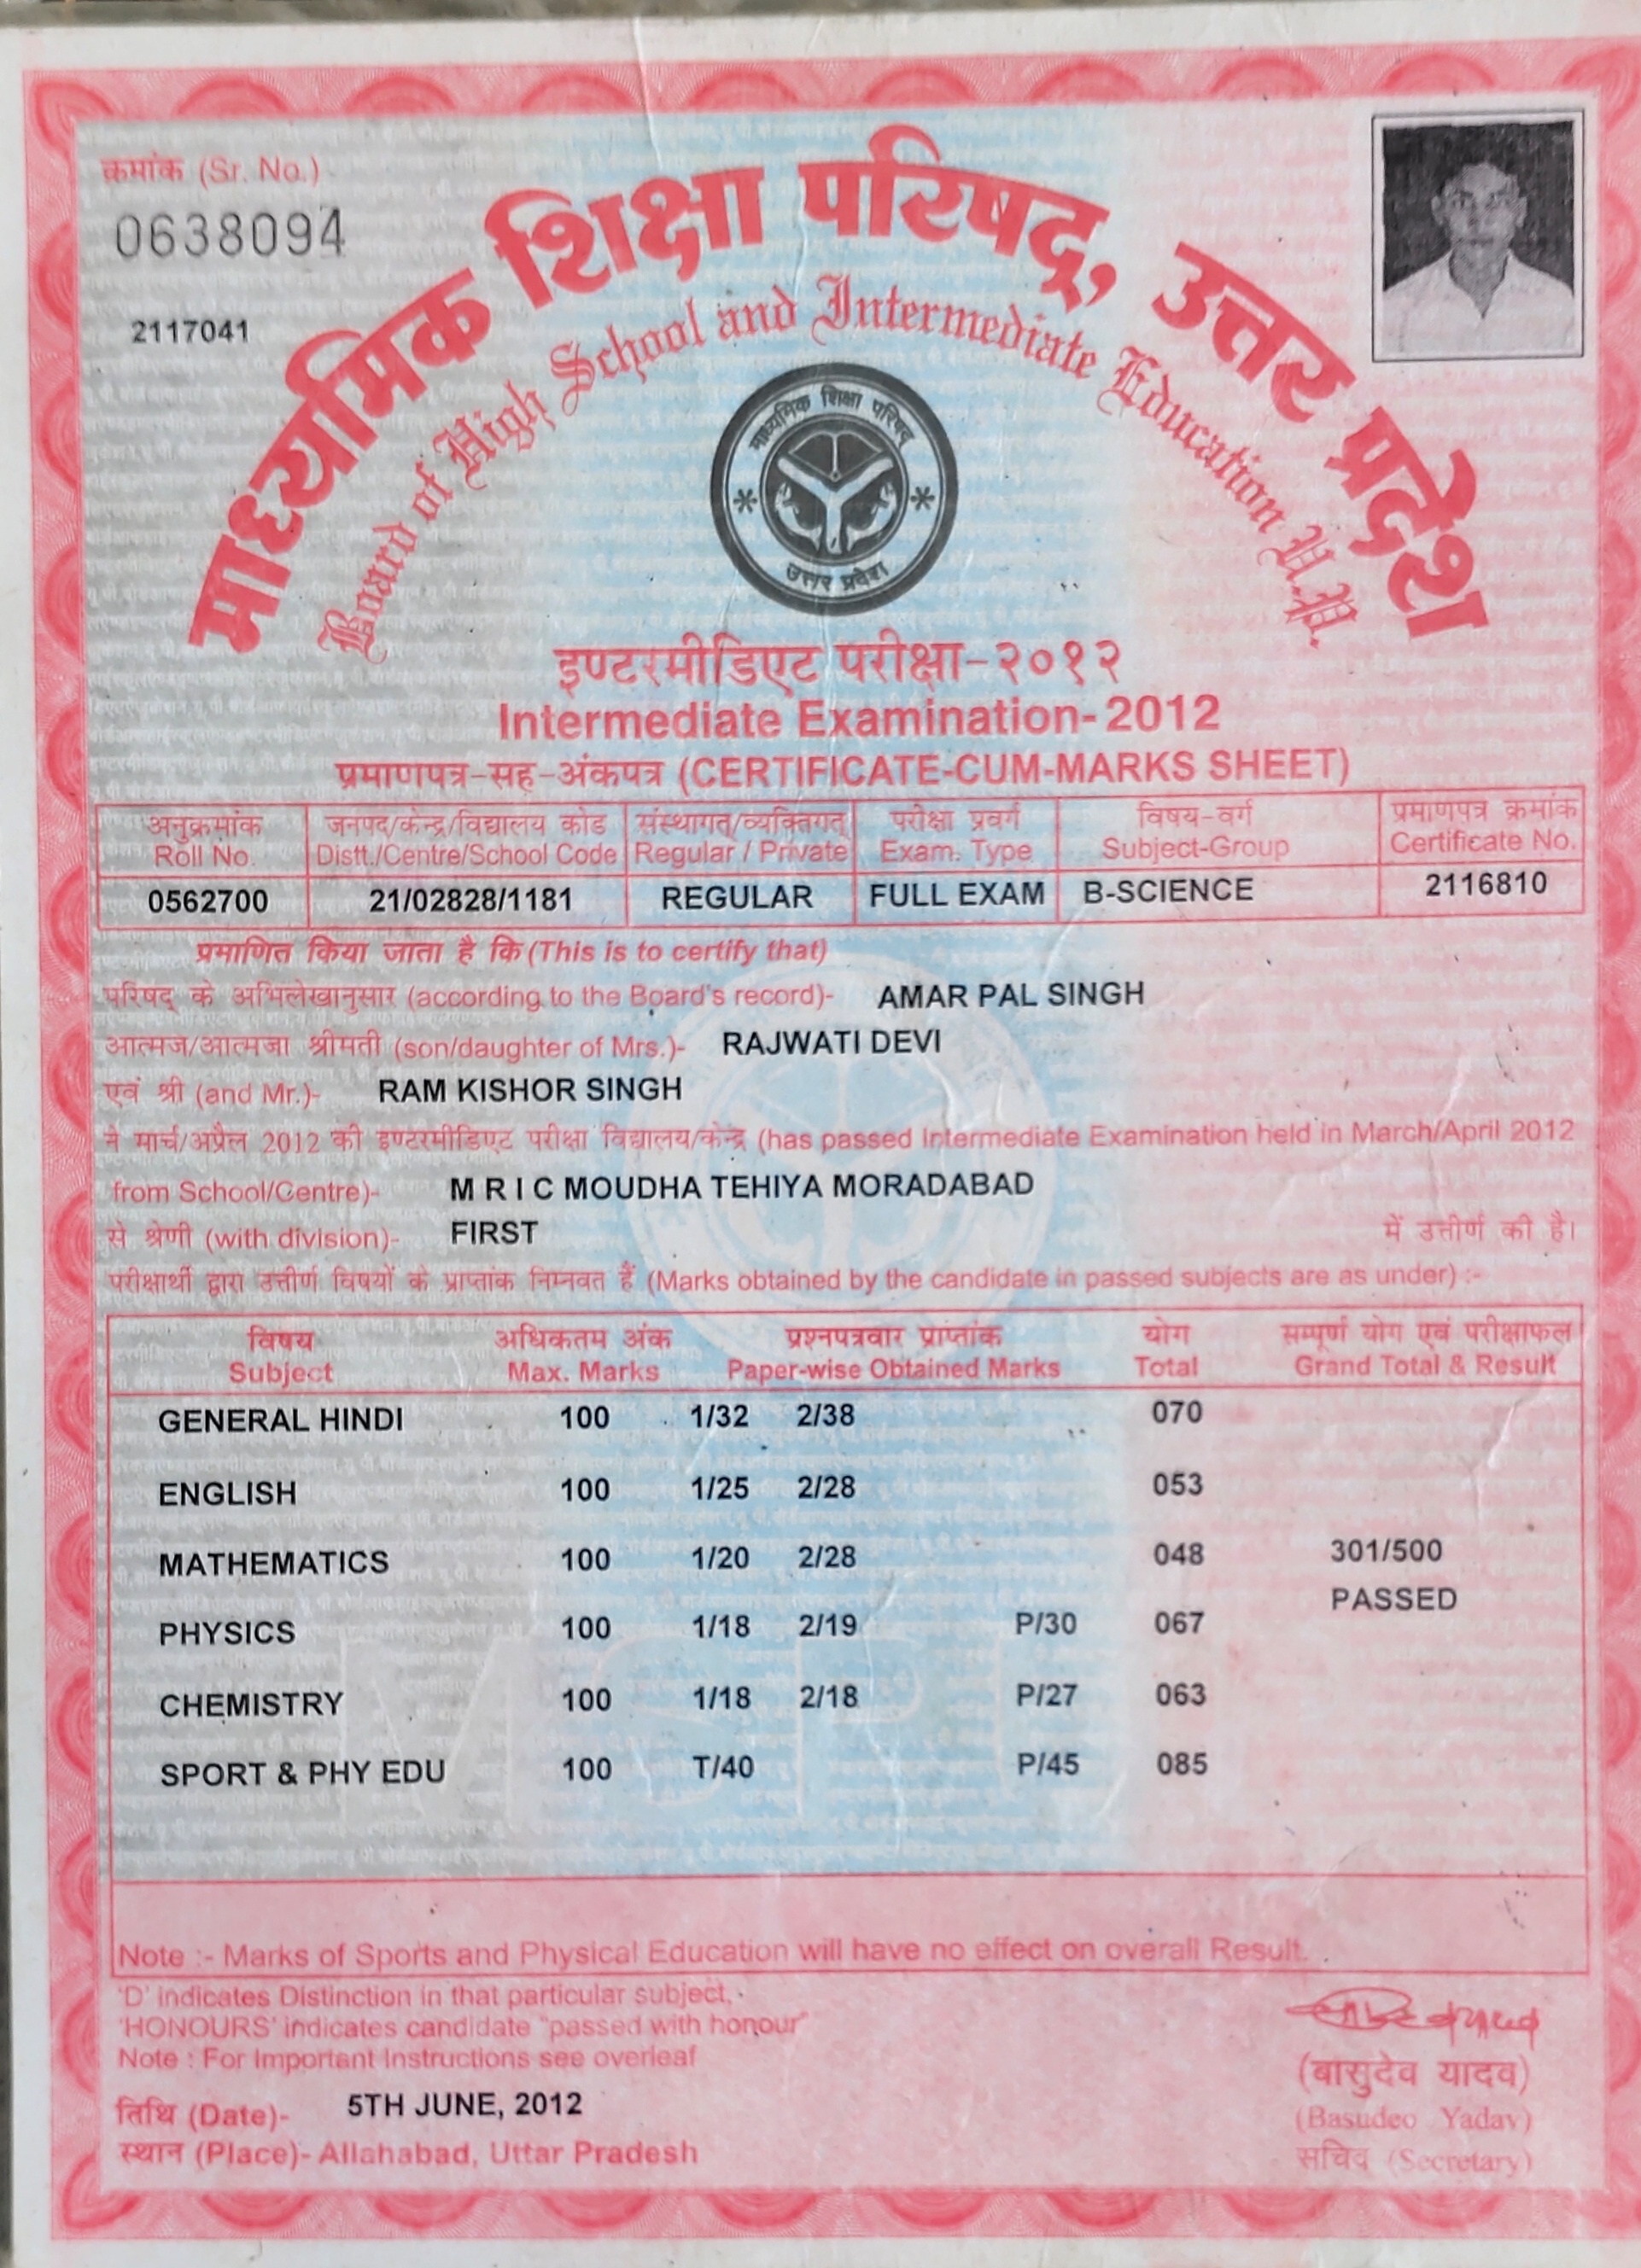 क्रमांक (Sr. No.)
0638094
2117041
माध्यमिक शिक्षा परिषद्, उत्तर प्रदेश
Board of High School and Intermediate Education U.P.
माध्यमिक शिक्षा परिषद्
उत्तर प्रदेश
इण्टरमीडिएट परीक्षा-२०१२
Intermediate Examination-2012
प्रमाणपत्र-सह-अंकपत्र (CERTIFICATE-CUM-MARKS SHEET)
अनुक्रमांक जनपद/केन्द्र/विद्यालय कोड संस्थागत/व्यक्तिगत परीक्षा प्रवर्ग विषय-वर्ग प्रमाणपत्र क्रमांक
Roll No. Distt./Centre/School Code Regular / Private Exam. Type Subject-Group Certificate No.
0562700 21/02828/1181 REGULAR FULL EXAM B-SCIENCE 2116810
प्रमाणित किया जाता है कि (This is to certify that)
परिषद् के अभिलेखानुसार (according to the Board's record)- AMAR PAL SINGH
आत्मज/आत्मजा श्रीमती (son/daughter of Mrs.)- RAJWATI DEVI
एवं श्री (and Mr.)- RAM KISHOR SINGH
ने मार्च/अप्रैल 2012 की इण्टरमीडिएट परीक्षा विद्यालय/केन्द्र (has passed Intermediate Examination held in March/April 2012
from School/Centre)- M R I C MOUDHA TEHIYA MORADABAD
से श्रेणी (with division)- FIRST में उत्तीर्ण की है।
परीक्षार्थी द्वारा उत्तीर्ण विषयों के प्राप्तांक निम्नवत हैं (Marks obtained by the candidate in passed subjects are as under) :-
विषय अधिकतम अंक प्रश्नपत्रवार प्राप्तांक योग सम्पूर्ण योग एवं परीक्षाफल
Subject Max. Marks Paper-wise Obtained Marks Total Grand Total & Result
GENERAL HINDI 100 1/32 2/38 070
ENGLISH 100 1/25 2/28 053
MATHEMATICS 100 1/20 2/28 048 301/500
PASSED
PHYSICS 100 1/18 2/19 P/30 067
CHEMISTRY 100 1/18 2/18 P/27 063
SPORT & PHY EDU 100 T/40 P/45 085
Note :- Marks of Sports and Physical Education will have no effect on overall Result.
'D' indicates Distinction in that particular subject,
'HONOURS' indicates candidate "passed with honour"
Note : For Important Instructions see overleaf
तिथि (Date)- 5TH JUNE, 2012
स्थान (Place)- Allahabad, Uttar Pradesh
(बासुदेव यादव)
(Basudeo Yadav)
सचिव (Secretary)